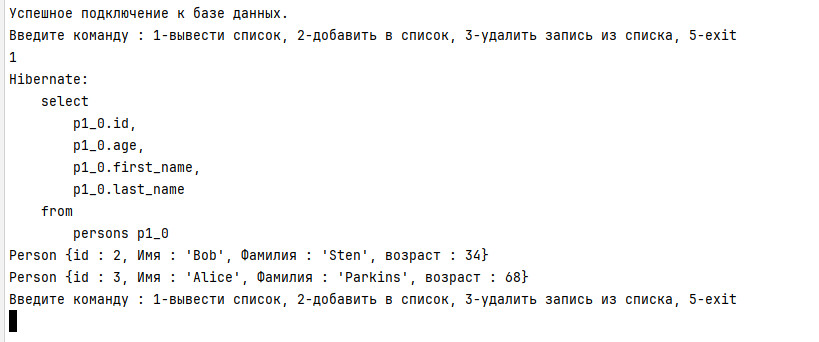 Успешное подключение к базе данных.
Введите команду : 1-вывести список, 2-добавить в список, 3-удалить запись из списка, 5-exit
1
Hibernate:
    select
        p1_0.id,
        p1_0.age,
        p1_0.first_name,
        p1_0.last_name
    from
        persons p1_0
Person {id : 2, Имя : 'Bob', Фамилия : 'Sten', возраст : 34}
Person {id : 3, Имя : 'Alice', Фамилия : 'Parkins', возраст : 68}
Введите команду : 1-вывести список, 2-добавить в список, 3-удалить запись из списка, 5-exit